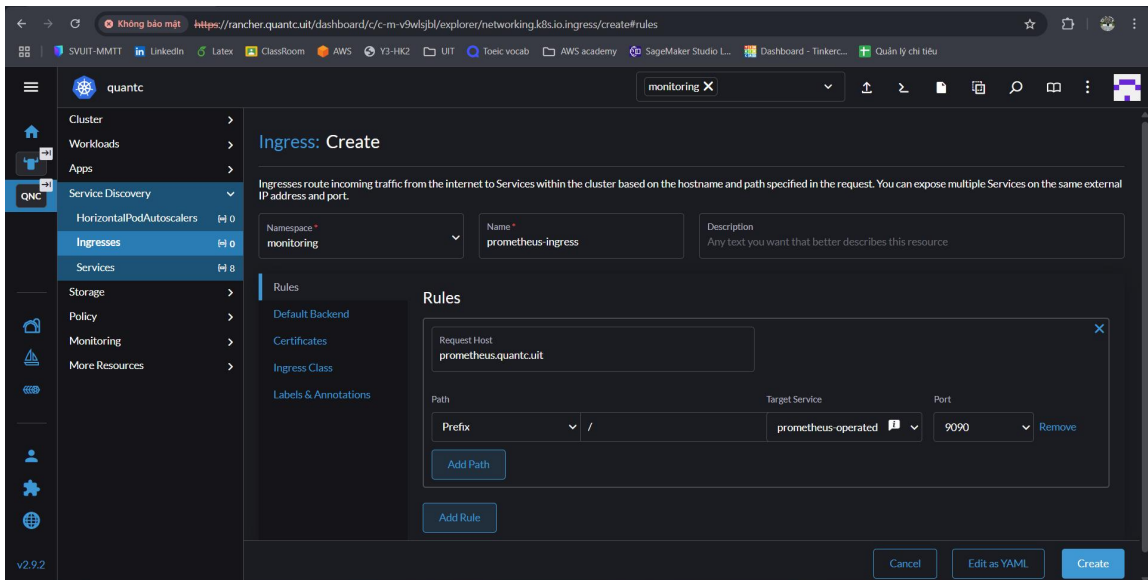 Không bảo mật https://rancher.quantc.uit/dashboard/c/c-m-v9wlsjbl/explorer/networking.k8s.io.ingress/create#rules
SVUIT-MMTT LinkedIn Latex ClassRoom AWS Y3-HK2 UIT Toeic vocab AWS academy SageMaker Studio L... Dashboard - Tinkerc... Quản lý chi tiêu
quantc
monitoring
QNC
Cluster
Workloads
Apps
Service Discovery
HorizontalPodAutoscalers 0
Ingresses 0
Services 8
Storage
Policy
Monitoring
More Resources
v2.9.2
Ingress: Create
Ingresses route incoming traffic from the internet to Services within the cluster based on the hostname and path specified in the request. You can expose multiple Services on the same external
IP address and port.
Namespace *
monitoring
Name *
prometheus-ingress
Description
Any text you want that better describes this resource
Rules
Default Backend
Certificates
Ingress Class
Labels & Annotations
Rules
Request Host
prometheus.quantc.uit
Path Target Service Port
Prefix / prometheus-operated 9090 Remove
Add Path
Add Rule
Cancel Edit as YAML Create